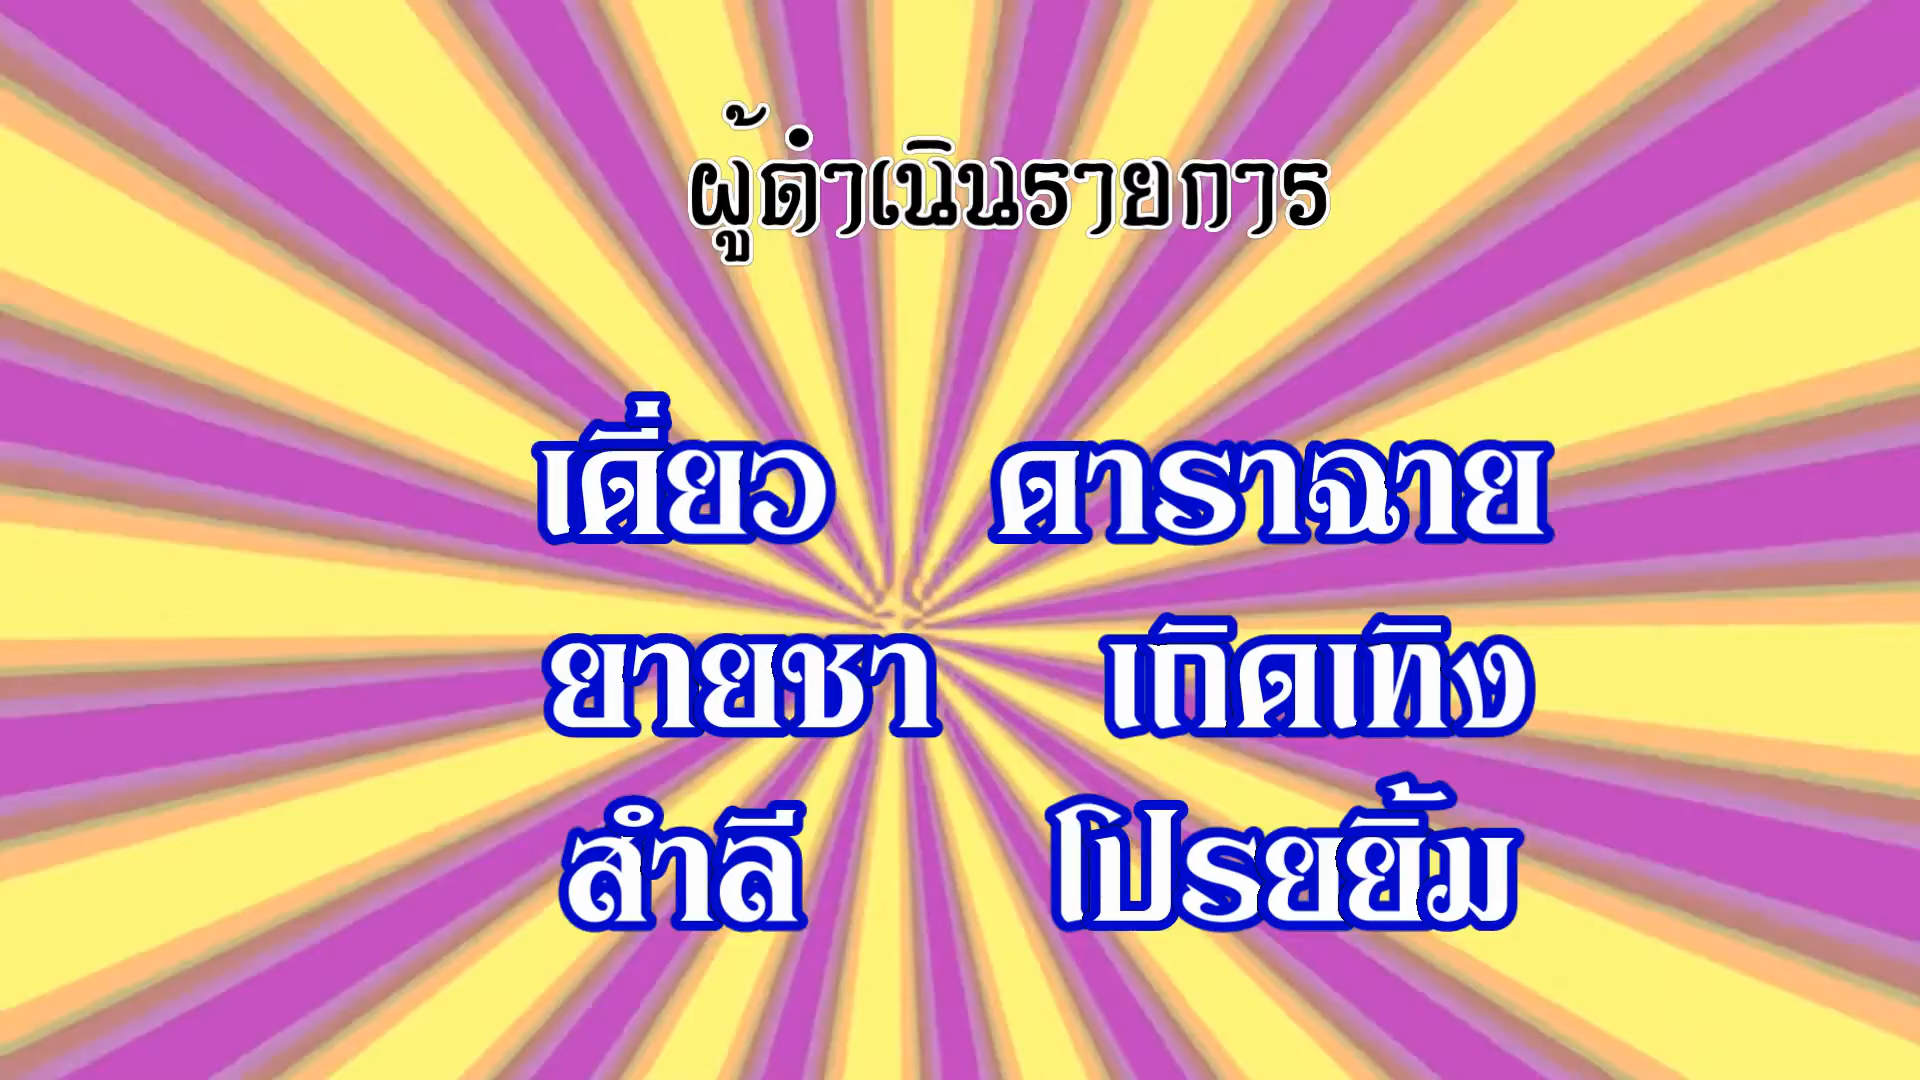 ผู้ดำเนินรายการ
เดี่ยว ดาราฉาย
ยายชา เถิดเทิง
สำลี โปรยยิ้ม